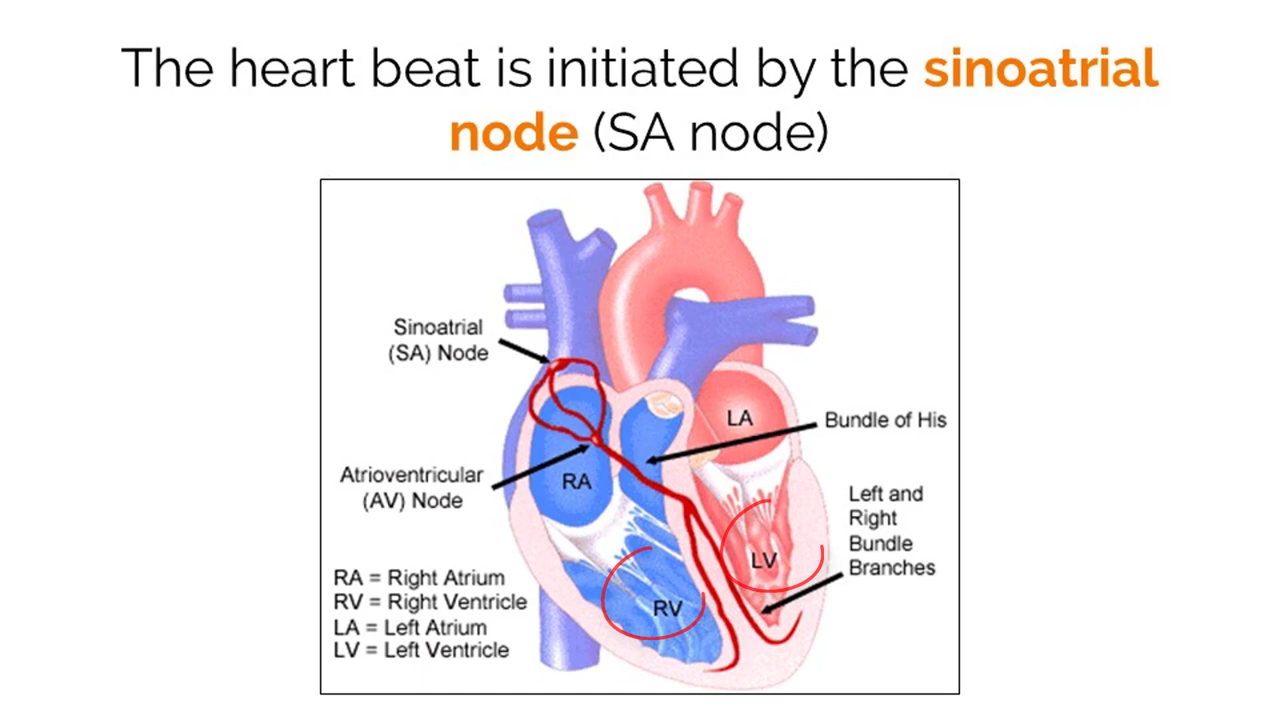 The heart beat is initiated by the sinoatrial
node (SA node)
Sinoatrial
(SA) Node
LA
Bundle of His
Atrioventricular
(AV) Node
RA
Left and
Right
Bundle
Branches
LV
RV
RA = Right Atrium
RV = Right Ventricle
LA = Left Atrium
LV = Left Ventricle